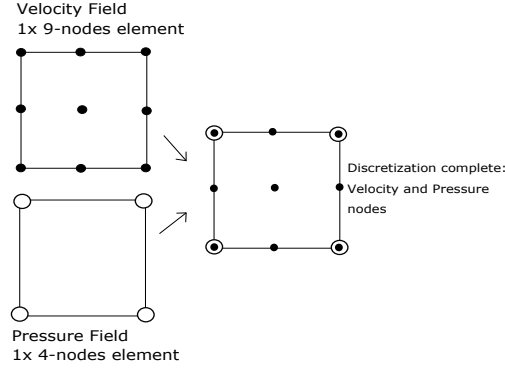 Velocity Field
1x 9-nodes element
Discretization complete:
Velocity and Pressure
nodes
Pressure Field
1x 4-nodes element